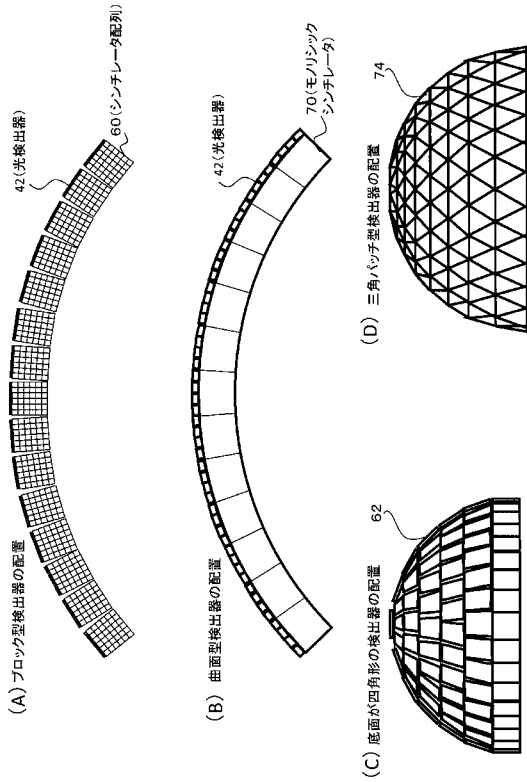 (A) ブロック型検出器の配置
42(光検出器)
60(シンチレータ配列)
(B) 曲面型検出器の配置
42(光検出器)
70(モノリシック
シンチレータ)
(C) 底面が四角形の検出器の配置
62
(D) 三角パッチ型検出器の配置
74